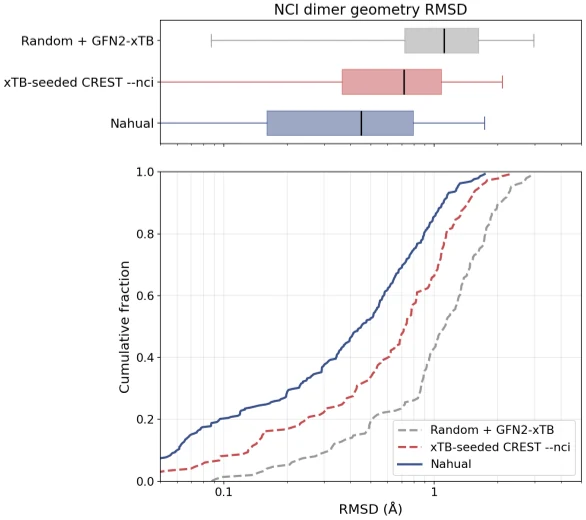 NCI dimer geometry RMSD
Random + GFN2-xTB
xTB-seeded CREST --nci
Nahual
1.0
0.8
0.6
0.4
0.2
0.0
Cumulative fraction
Random + GFN2-xTB
xTB-seeded CREST --nci
Nahual
0.1
1
RMSD (Å)